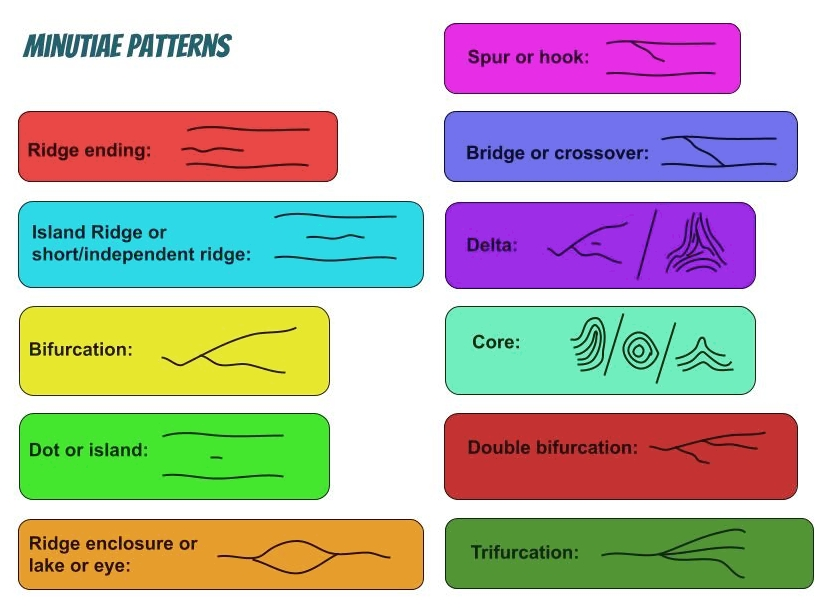 MINUTIAE PATTERNS
Ridge ending:
Island Ridge or
short/independent ridge:
Bifurcation:
Dot or island:
Ridge enclosure or
lake or eye:
Spur or hook:
Bridge or crossover:
Delta:
Core:
Double bifurcation:
Trifurcation: